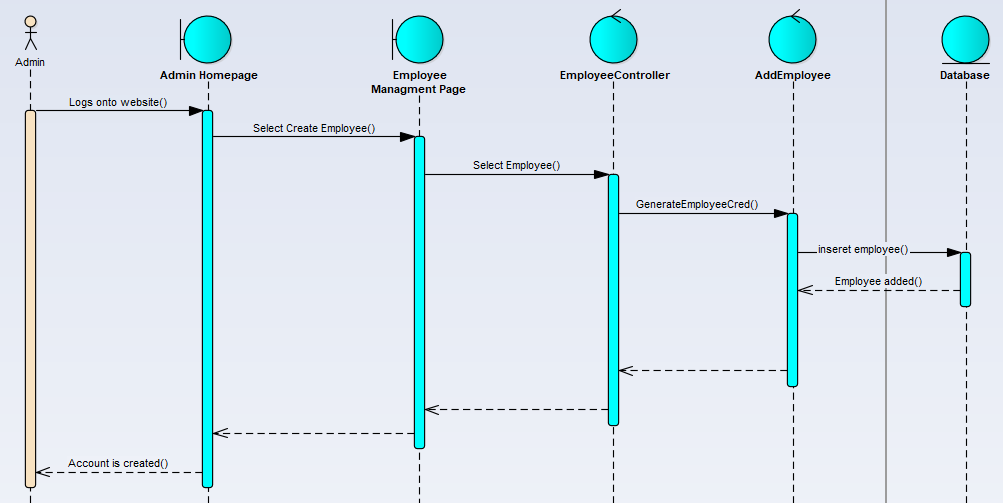 Admin
Admin Homepage
Employee
Managment Page
EmployeeController
AddEmployee
Database
Logs onto website()
Select Create Employee()
Select Employee()
GenerateEmployeeCred()
inseret employee()
Employee added()
Account is created()